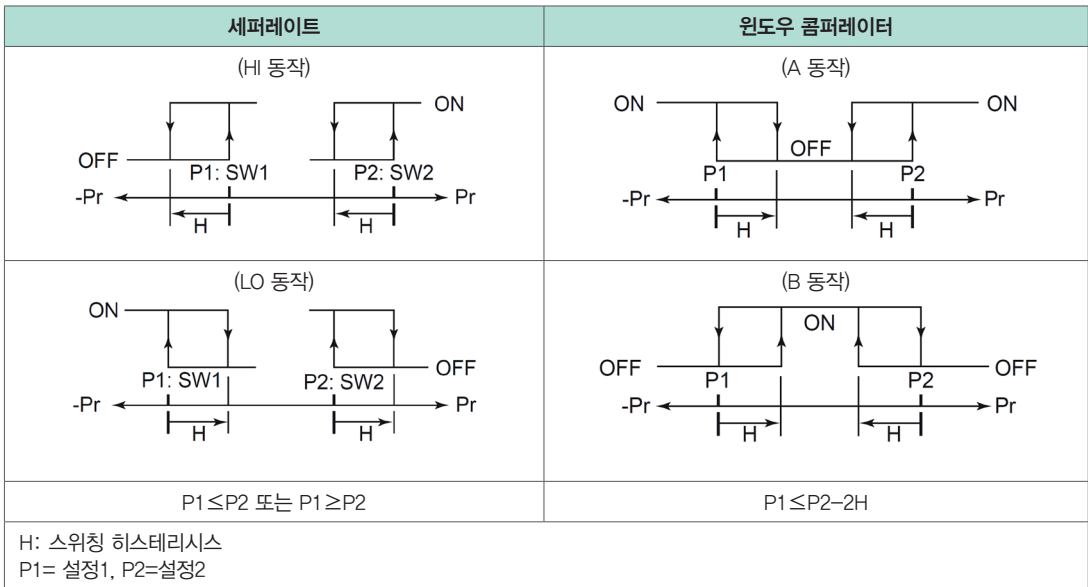 세퍼레이트 윈도우 콤퍼레이터
(HI 동작)
ON
OFF
P1: SW1 P2: SW2
-Pr Pr
H H
(A 동작)
ON ON
OFF
P1 P2
-Pr Pr
H H
(LO 동작)
ON
OFF
P1: SW1 P2: SW2
-Pr Pr
H H
(B 동작)
ON
OFF OFF
P1 P2
-Pr Pr
H H
P1≤P2 또는 P1≥P2 P1≤P2−2H
H: 스위칭 히스테리시스
P1= 설정1, P2=설정2